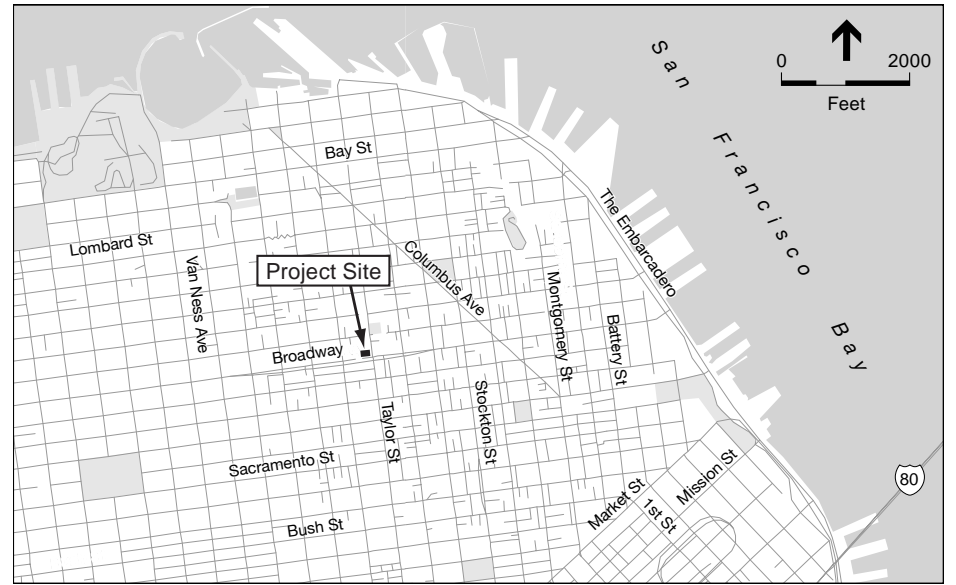 San Francisco Bay
0 2000
Feet
Bay St
The Embarcadero
Lombard St
Columbus Ave
Van Ness Ave
Project Site
Montgomery St
Battery St
Broadway
Taylor St
Stockton St
Sacramento St
Market St
1st St
Mission St
80
Bush St